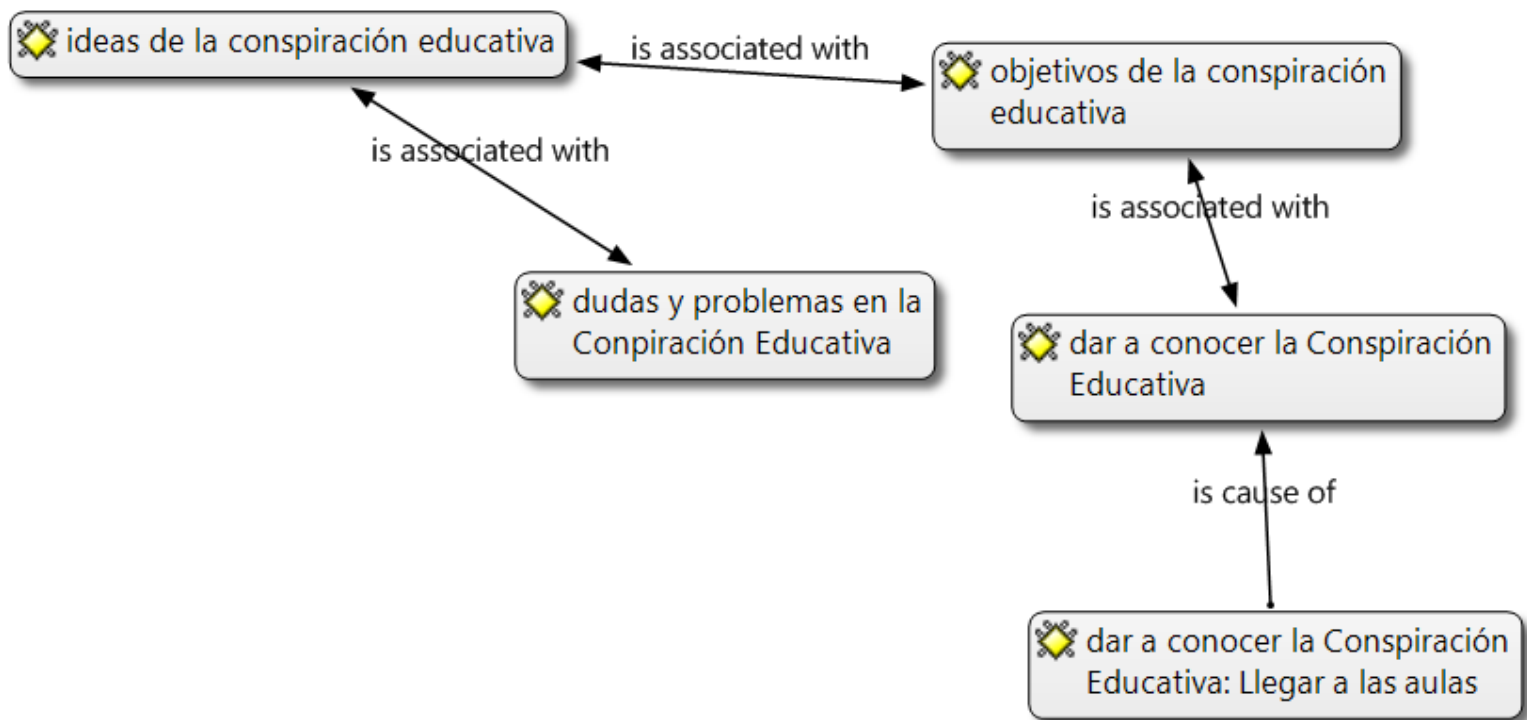 ideas de la conspiración educativa
is associated with
objetivos de la conspiración
educativa
is associated with
is associated with
dudas y problemas en la
Conpiración Educativa
dar a conocer la Conspiración
Educativa
is cause of
dar a conocer la Conspiración
Educativa: Llegar a las aulas